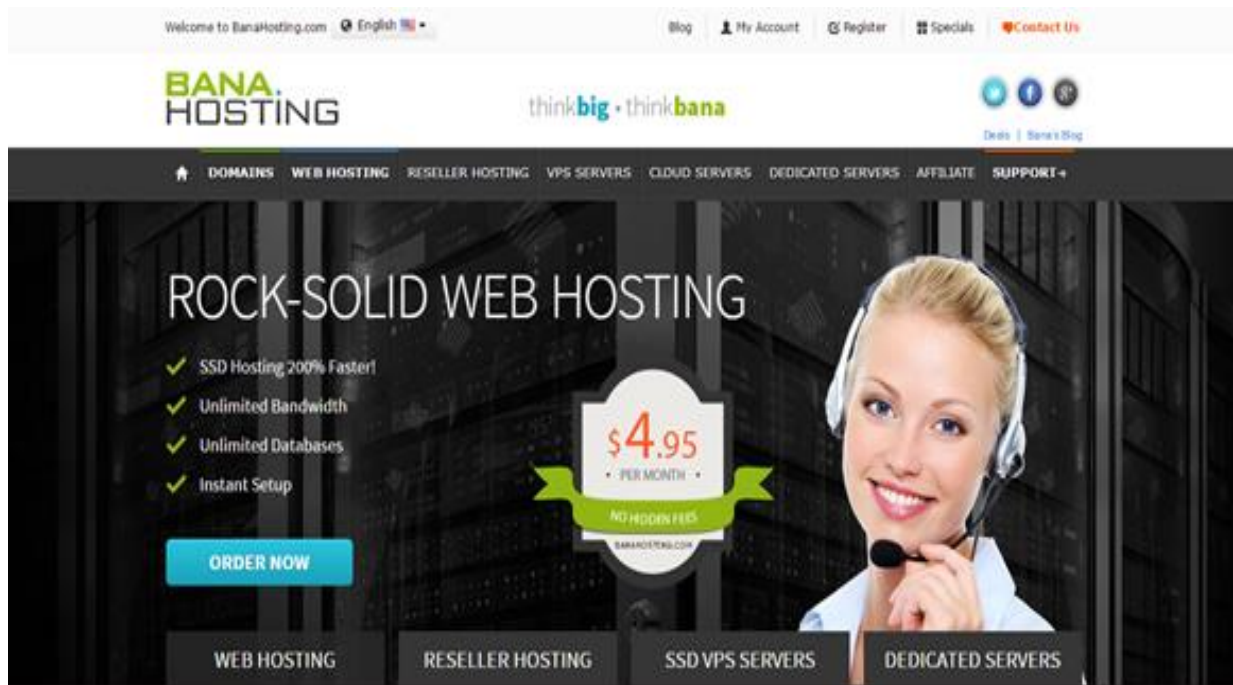 Welcome to BanaHosting.com English
Blog My Account Register Specials Contact Us
BANA.
HOSTING
thinkbig · thinkbana
Deals | Bana's Blog
DOMAINS WEB HOSTING RESELLER HOSTING VPS SERVERS CLOUD SERVERS DEDICATED SERVERS AFFILIATE SUPPORT
ROCK-SOLID WEB HOSTING
SSD Hosting 200% Faster!
Unlimited Bandwidth
Unlimited Databases
Instant Setup
$4.95
• PER MONTH •
NO HIDDEN FEES
BANAHOSTING.COM
ORDER NOW
WEB HOSTING RESELLER HOSTING SSD VPS SERVERS DEDICATED SERVERS